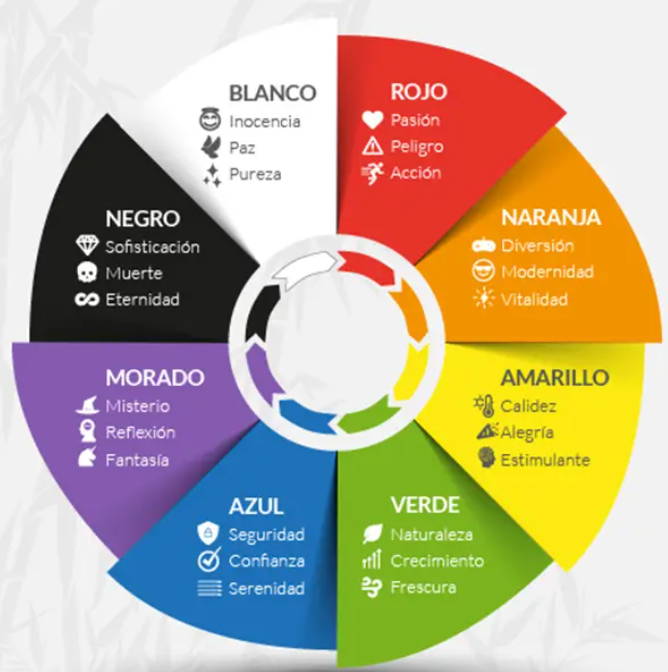 BLANCO
Inocencia
Paz
Pureza
ROJO
Pasión
Peligro
Acción
NARANJA
Diversión
Modernidad
Vitalidad
AMARILLO
Calidez
Alegría
Estimulante
VERDE
Naturaleza
Crecimiento
Frescura
AZUL
Seguridad
Confianza
Serenidad
MORADO
Misterio
Reflexión
Fantasía
NEGRO
Sofisticación
Muerte
Eternidad